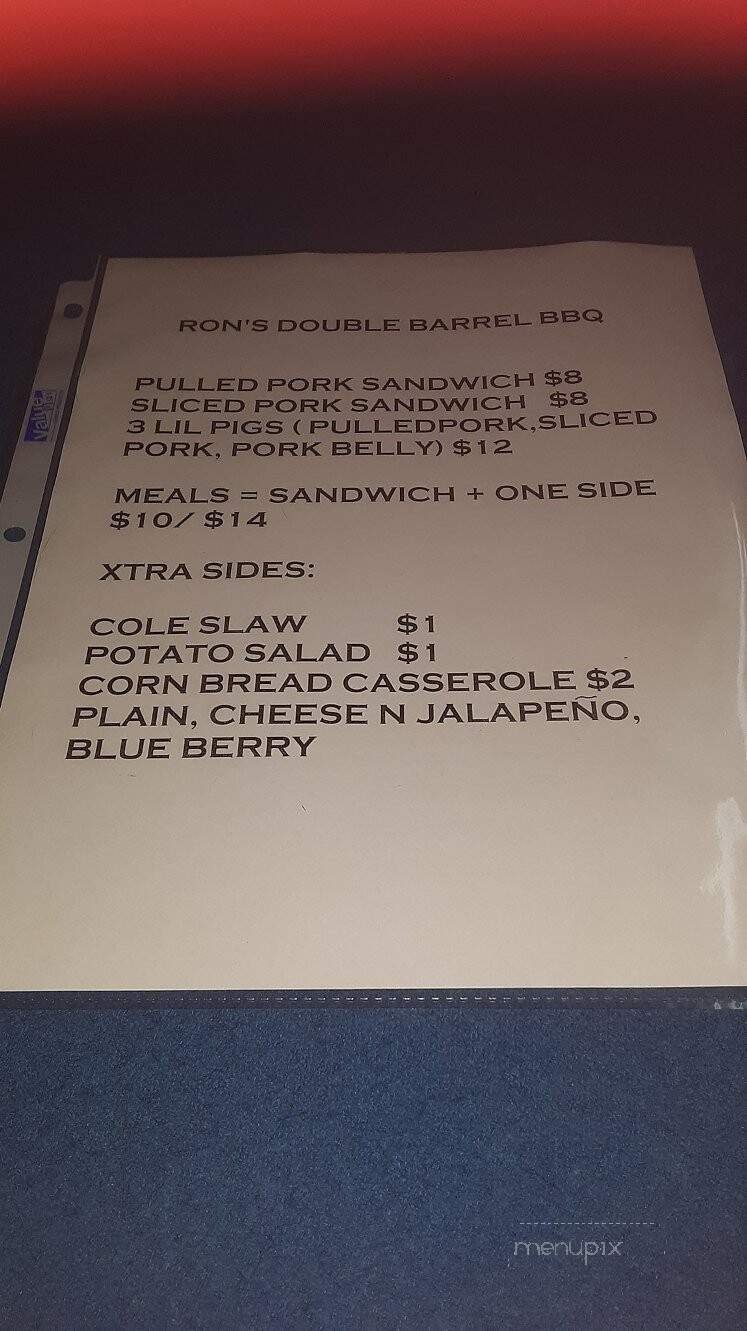 RON'S DOUBLE BARREL BBQ
PULLED PORK SANDWICH $8
SLICED PORK SANDWICH $8
3 LIL PIGS ( PULLEDPORK,SLICED
PORK, PORK BELLY) $12
MEALS = SANDWICH + ONE SIDE
$10/ $14
XTRA SIDES:
COLE SLAW $1
POTATO SALAD $1
CORN BREAD CASSEROLE $2
PLAIN, CHEESE N JALAPEÑO,
BLUE BERRY
value
menupix